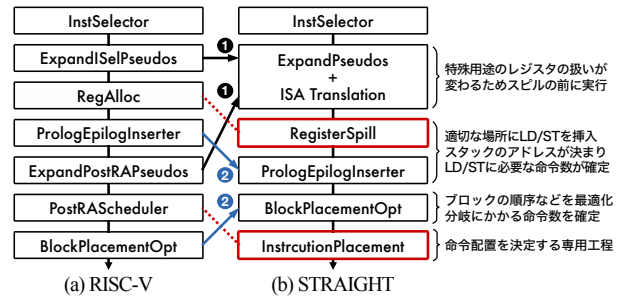 InstSelector
ExpandISelPseudos
RegAlloc
PrologEpilogInserter
ExpandPostRAPseudos
PostRAScheduler
BlockPlacementOpt
(a) RISC-V
1
1
2
2
InstSelector
ExpandPseudos
+
ISA Translation
RegisterSpill
PrologEpilogInserter
BlockPlacementOpt
InstrcutionPlacement
(b) STRAIGHT
特殊用途のレジスタの扱いが
変わるためスピルの前に実行
適切な場所にLD/STを挿入
スタックのアドレスが決まり
LD/STに必要な命令数が確定
ブロックの順序などを最適化
分岐にかかる命令数を確定
命令配置を決定する専用工程